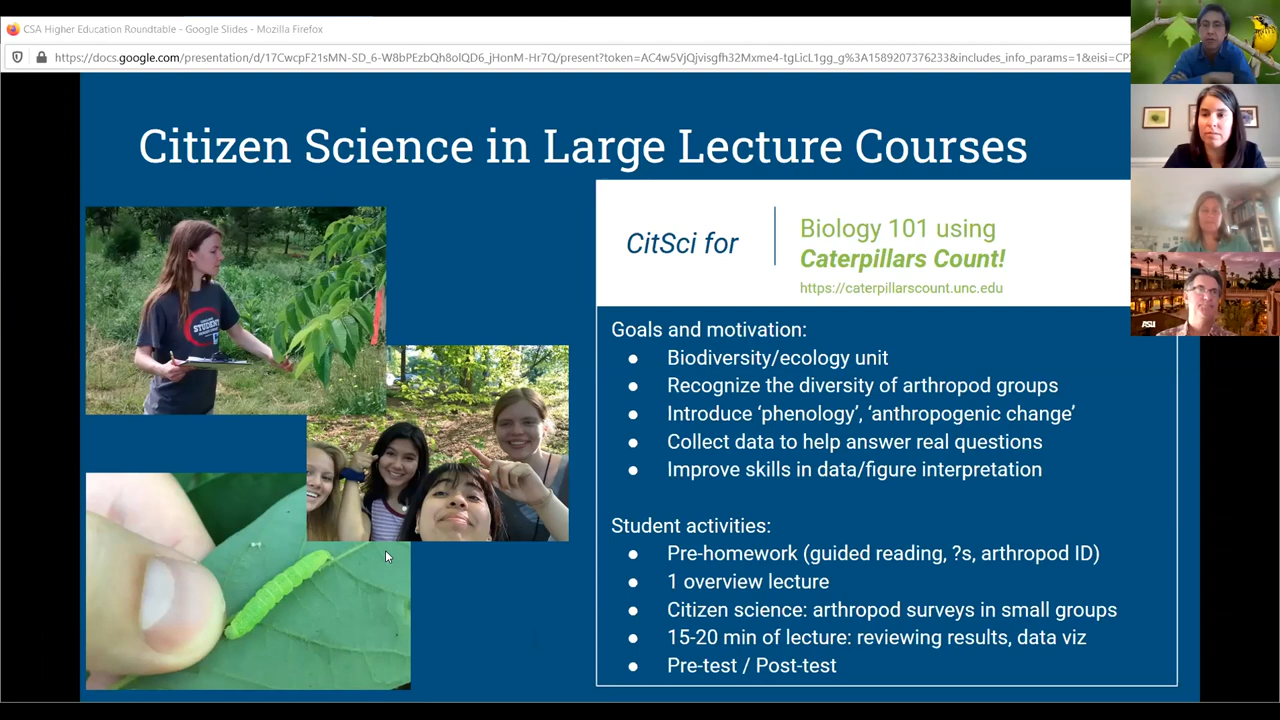 CSA Higher Education Roundtable - Google Slides - Mozilla Firefox
https://docs.google.com/presentation/d/17CwcpF21sMN-SD_6-W8bPEzbQh8olQD6_jHonM-Hr7Q/present?token=AC4w5VjQjvisgfh32Mxme4-tgLicL1gg_g%3A1589207376233&includes_info_params=1&eisi=CP
Citizen Science in Large Lecture Courses
CitSci for
Biology 101 using
Caterpillars Count!
https://caterpillarscount.unc.edu
Goals and motivation:
● Biodiversity/ecology unit
● Recognize the diversity of arthropod groups
● Introduce ‘phenology’, ‘anthropogenic change’
● Collect data to help answer real questions
● Improve skills in data/figure interpretation
Student activities:
● Pre-homework (guided reading, ?s, arthropod ID)
● 1 overview lecture
● Citizen science: arthropod surveys in small groups
● 15-20 min of lecture: reviewing results, data viz
● Pre-test / Post-test
STUDENT
ASU